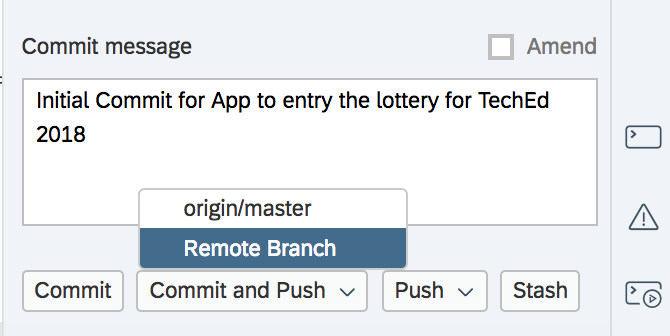 Commit message
Amend
Initial Commit for App to entry the lottery for TechEd
2018
origin/master
Remote Branch
Commit
Commit and Push
Push
Stash